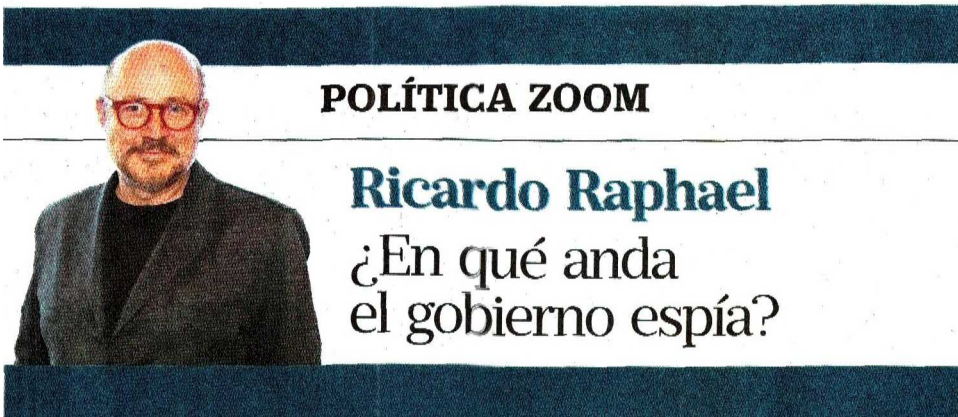 POLÍTICA ZOOM
Ricardo Raphael
¿En qué anda
el gobierno espía?